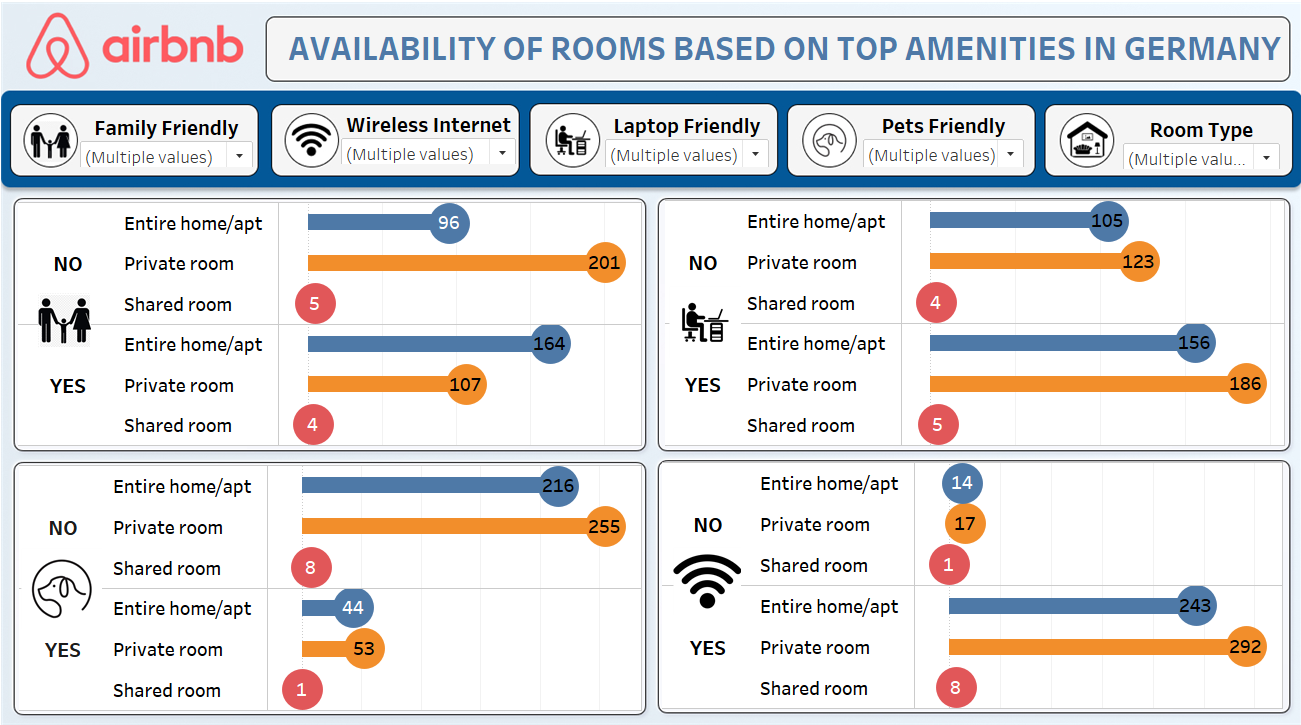 airbnb
AVAILABILITY OF ROOMS BASED ON TOP AMENITIES IN GERMANY
Family Friendly
(Multiple values)
Wireless Internet
(Multiple values)
Laptop Friendly
(Multiple values)
Pets Friendly
(Multiple values)
Room Type
(Multiple valu...
NO
Entire home/apt 96
Private room 201
Shared room 5
YES
Entire home/apt 164
Private room 107
Shared room 4
NO
Entire home/apt 105
Private room 123
Shared room 4
YES
Entire home/apt 156
Private room 186
Shared room 5
NO
Entire home/apt 216
Private room 255
Shared room 8
YES
Entire home/apt 44
Private room 53
Shared room 1
NO
Entire home/apt 14
Private room 17
Shared room 1
YES
Entire home/apt 243
Private room 292
Shared room 8